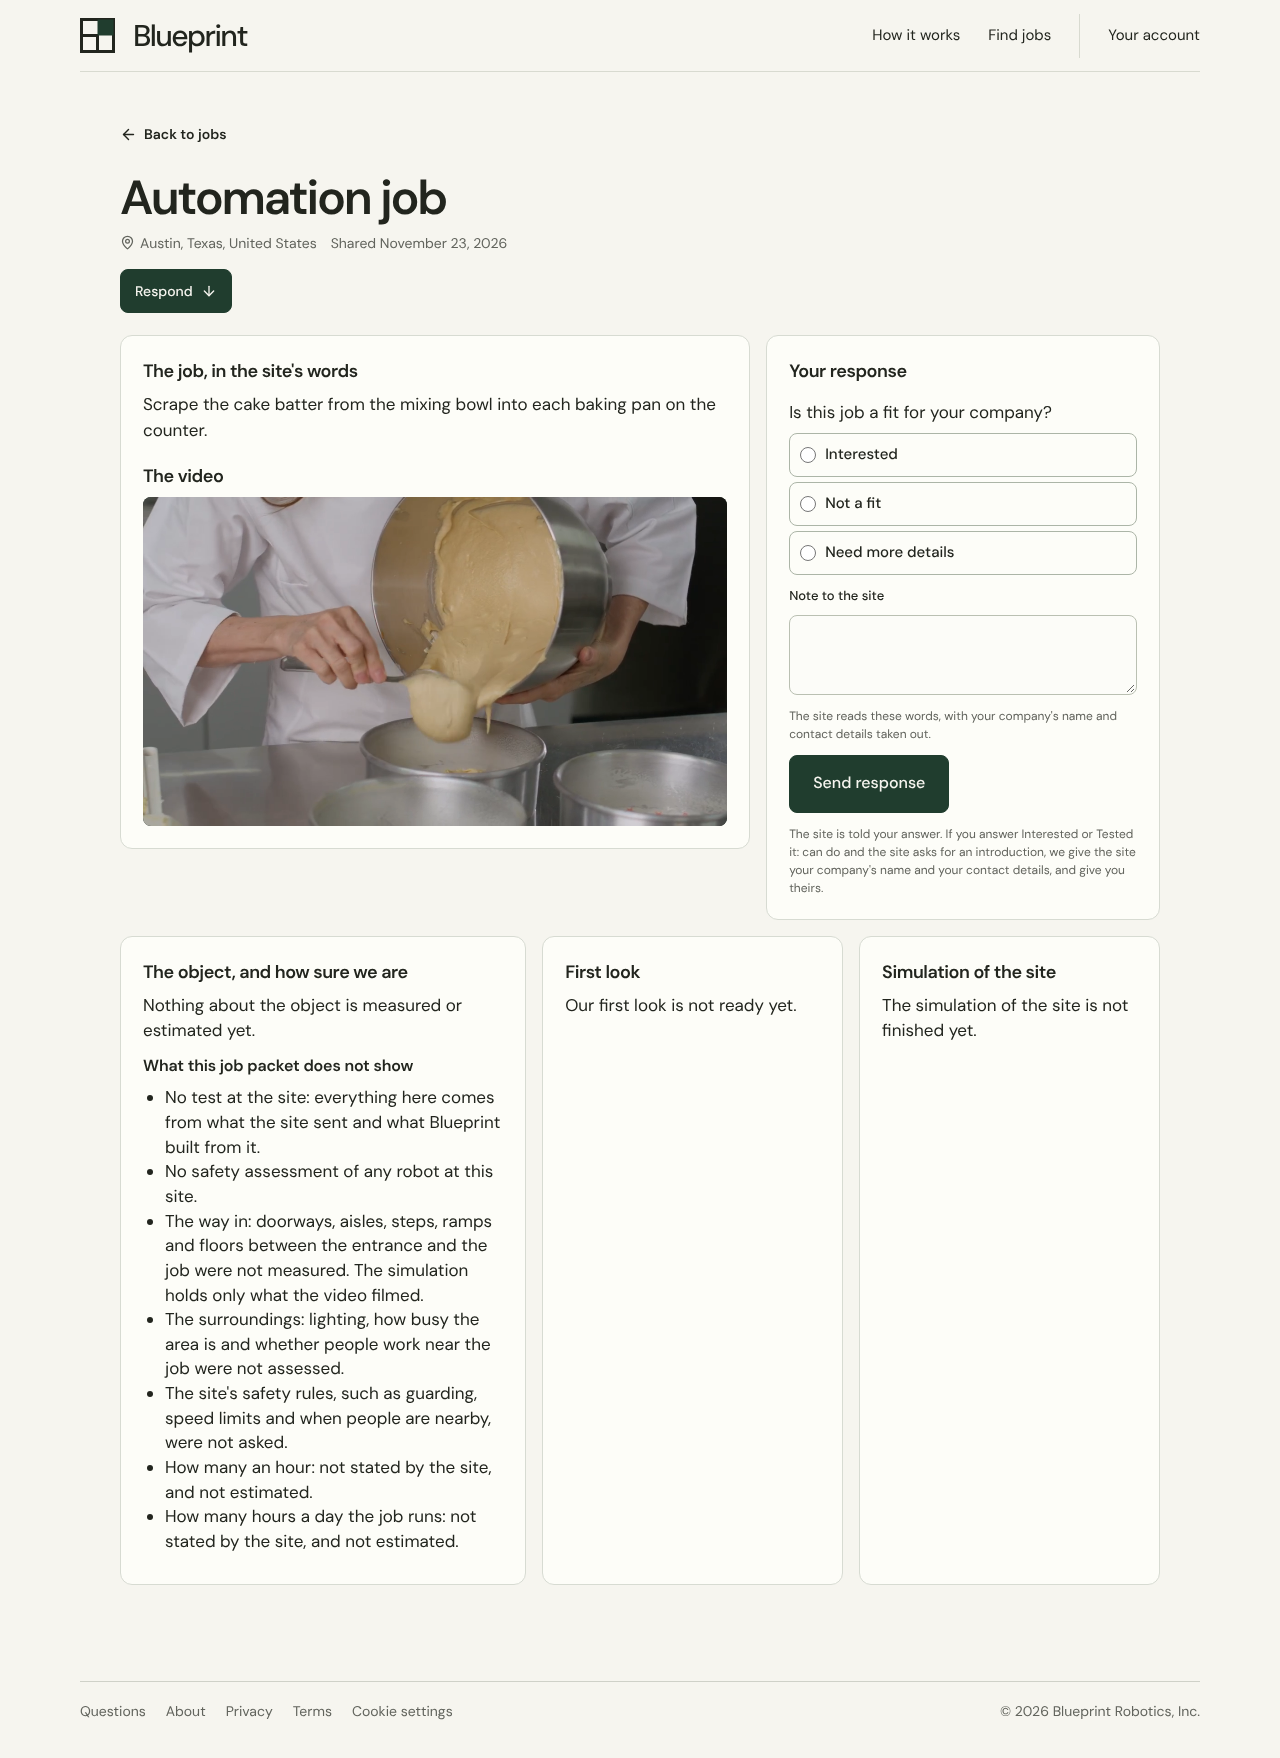 Blueprint
How it works
Find jobs
Your account
Back to jobs
Automation job
Austin, Texas, United States
Shared November 23, 2026
Respond
The job, in the site's words
Scrape the cake batter from the mixing bowl into each baking pan on the
counter.
The video
Your response
Is this job a fit for your company?
Interested
Not a fit
Need more details
Note to the site
The site reads these words, with your company's name and
contact details taken out.
Send response
The site is told your answer. If you answer Interested or Tested
it: can do and the site asks for an introduction, we give the site
your company's name and your contact details, and give you
theirs.
The object, and how sure we are
Nothing about the object is measured or
estimated yet.
What this job packet does not show
No test at the site: everything here comes
from what the site sent and what Blueprint
built from it.
No safety assessment of any robot at this
site.
The way in: doorways, aisles, steps, ramps
and floors between the entrance and the
job were not measured. The simulation
holds only what the video filmed.
The surroundings: lighting, how busy the
area is and whether people work near the
job were not assessed.
The site's safety rules, such as guarding,
speed limits and when people are nearby,
were not asked.
How many an hour: not stated by the site,
and not estimated.
How many hours a day the job runs: not
stated by the site, and not estimated.
First look
Our first look is not ready yet.
Simulation of the site
The simulation of the site is not
finished yet.
Questions
About
Privacy
Terms
Cookie settings
© 2026 Blueprint Robotics, Inc.